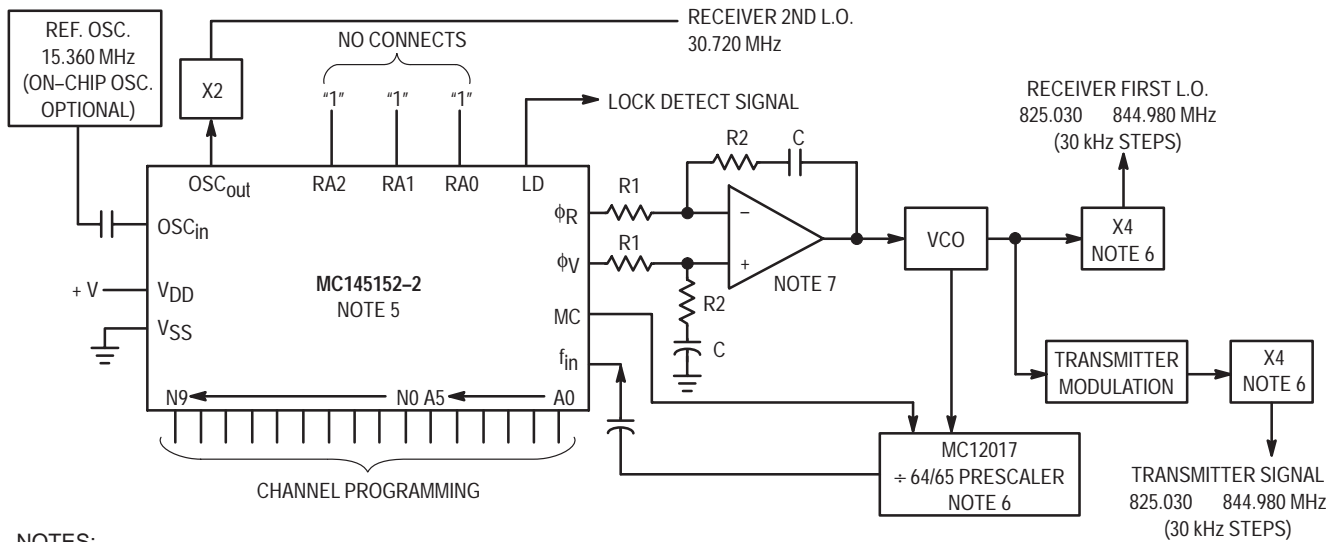 REF. OSC.
15.360 MHz
(ON–CHIP OSC.
OPTIONAL)
X2
RECEIVER 2ND L.O.
30.720 MHz
NO CONNECTS
"1" "1" "1"
LOCK DETECT SIGNAL
OSCout RA2 RA1 RA0 LD
OSCin
+ V VDD
VSS
MC145152–2
NOTE 5
ϕR
ϕV
MC
fin
N9 N0 A5 A0
CHANNEL PROGRAMMING
R1
R1
R2 C
R2
C
–
+
NOTE 7
VCO
RECEIVER FIRST L.O.
825.030 844.980 MHz
(30 kHz STEPS)
X4
NOTE 6
TRANSMITTER
MODULATION
X4
NOTE 6
MC12017
÷ 64/65 PRESCALER
NOTE 6
TRANSMITTER SIGNAL
825.030 844.980 MHz
(30 kHz STEPS)
NOTES: